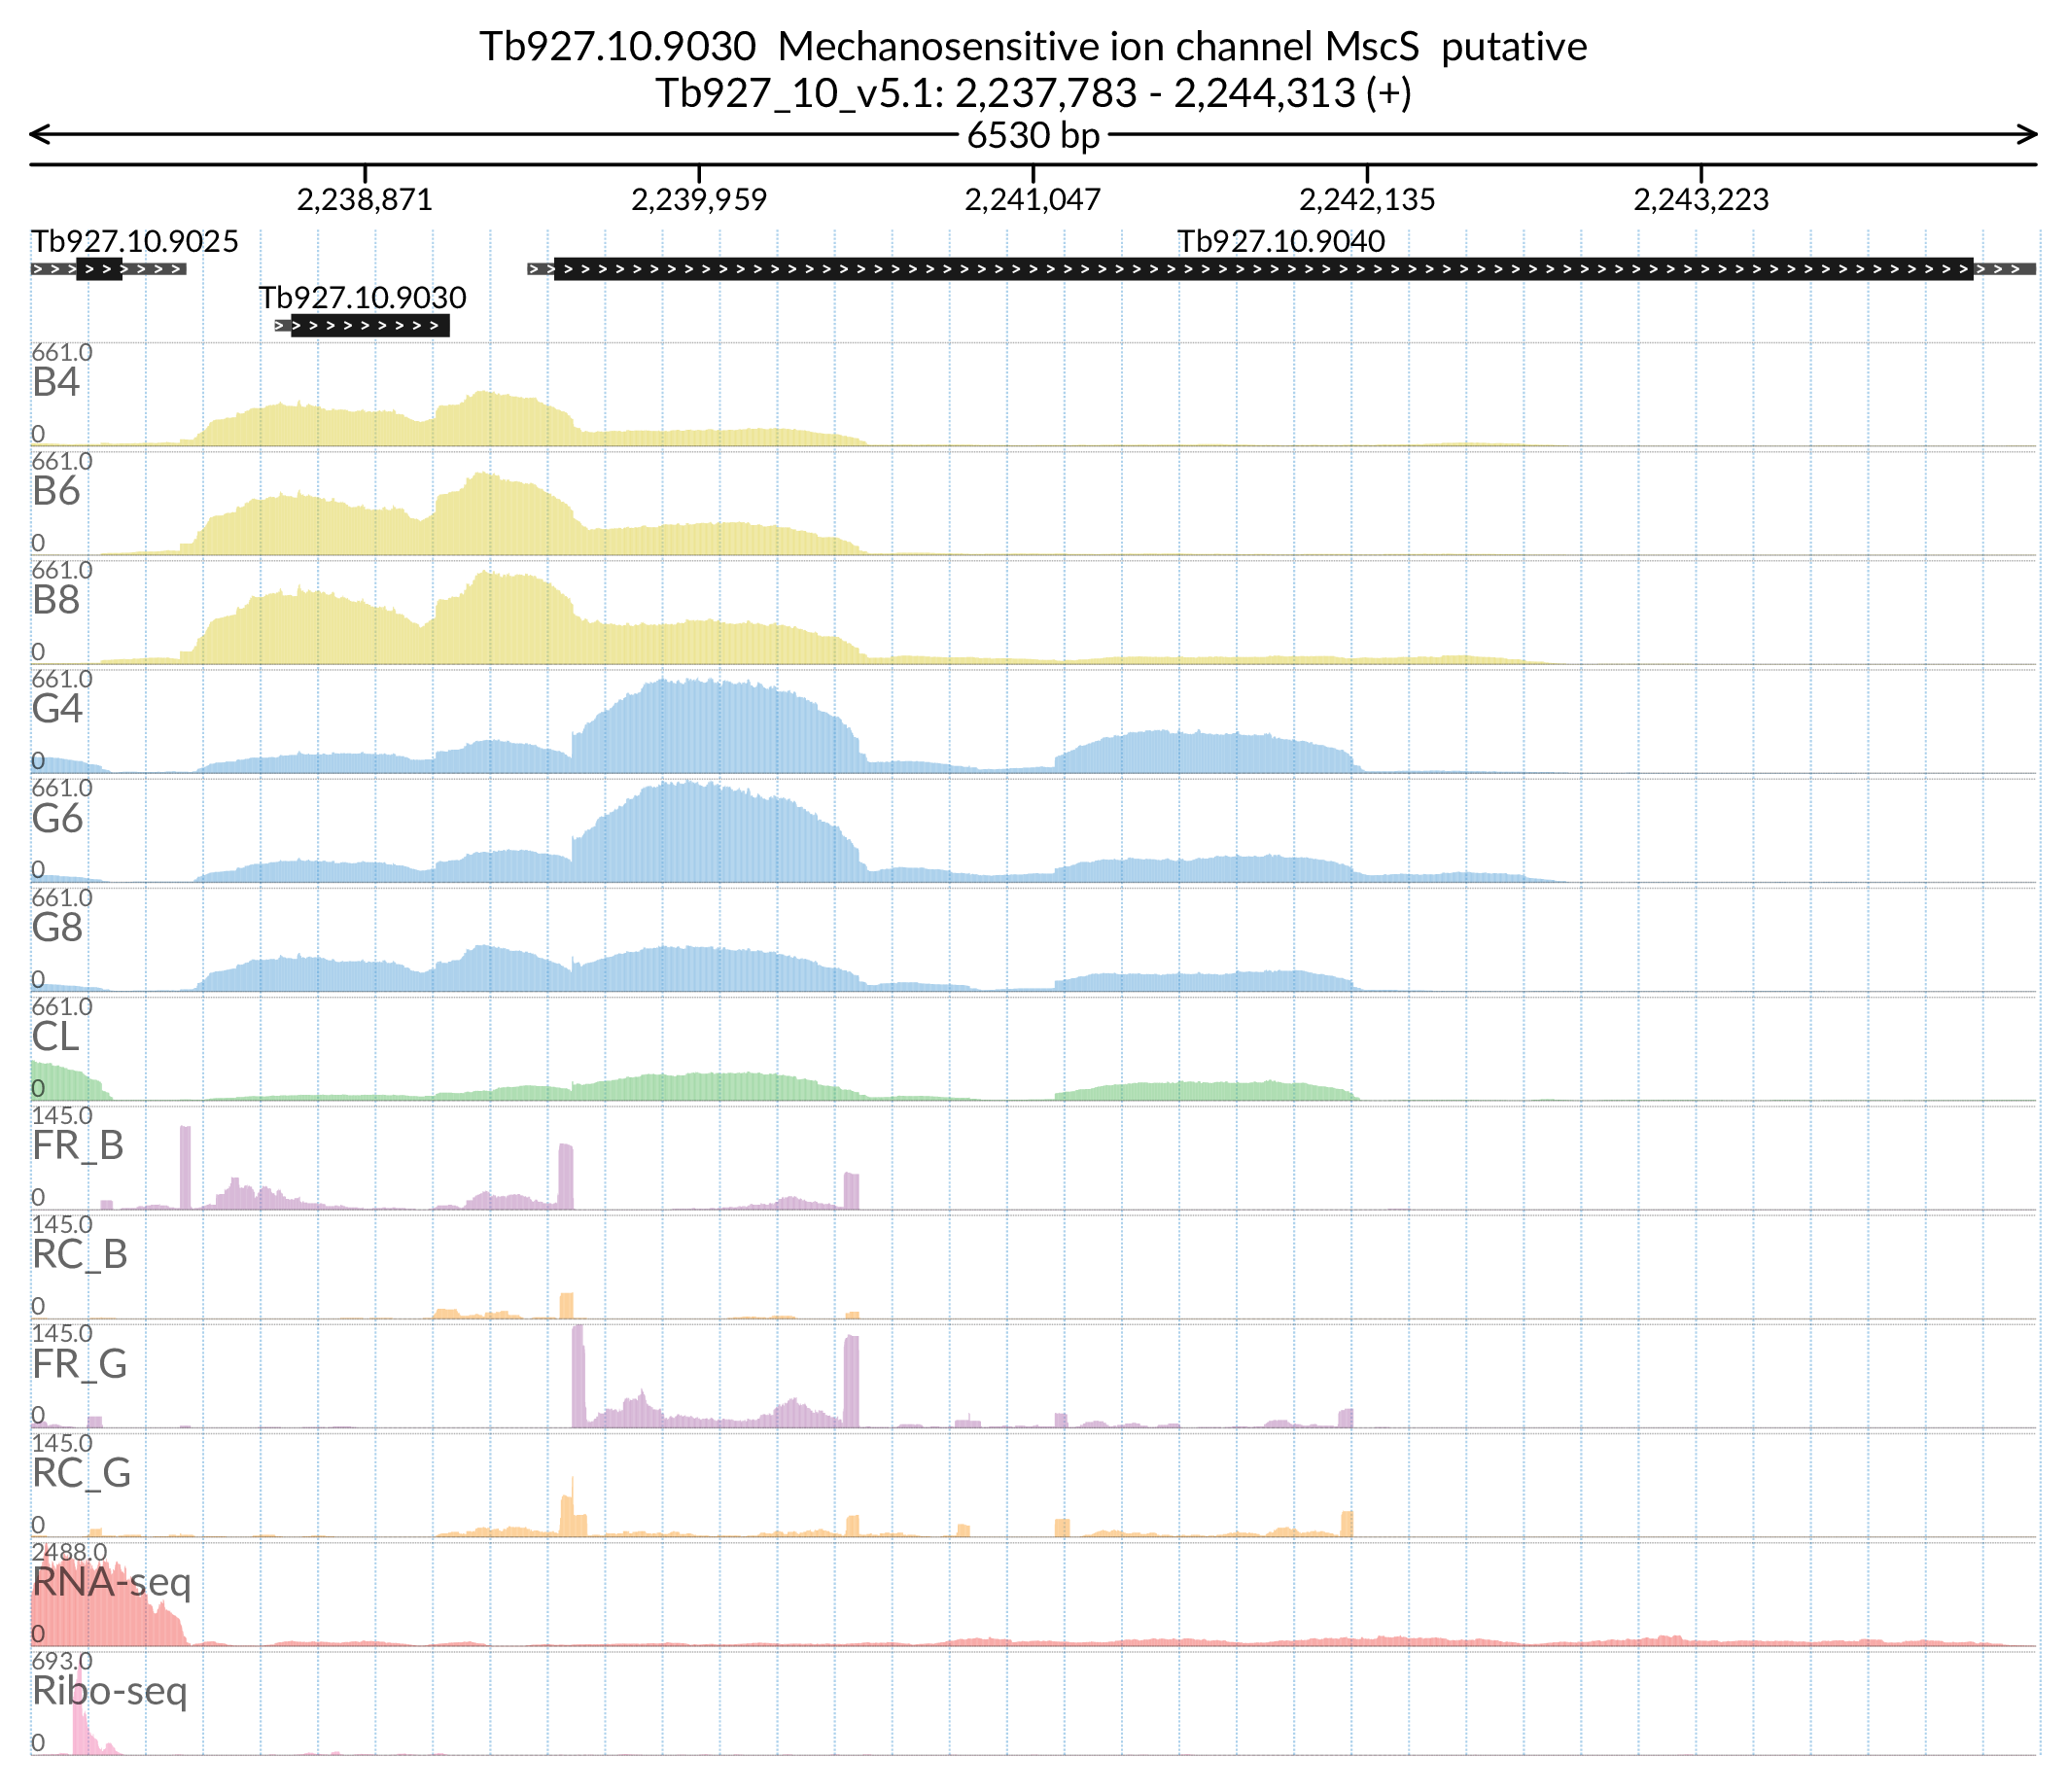 Tb927.10.9030  Mechanosensitive ion channel MscS  putative
Tb927_10_v5.1: 2,237,783 - 2,244,313 (+)
6530 bp
2,238,871 2,239,959 2,241,047 2,242,135 2,243,223
Tb927.10.9025 Tb927.10.9040
Tb927.10.9030
661.0
B4
0
661.0
B6
0
661.0
B8
0
661.0
G4
0
661.0
G6
0
661.0
G8
0
661.0
CL
0
145.0
FR_B
0
145.0
RC_B
0
145.0
FR_G
0
145.0
RC_G
0
2488.0
RNA-seq
0
693.0
Ribo-seq
0